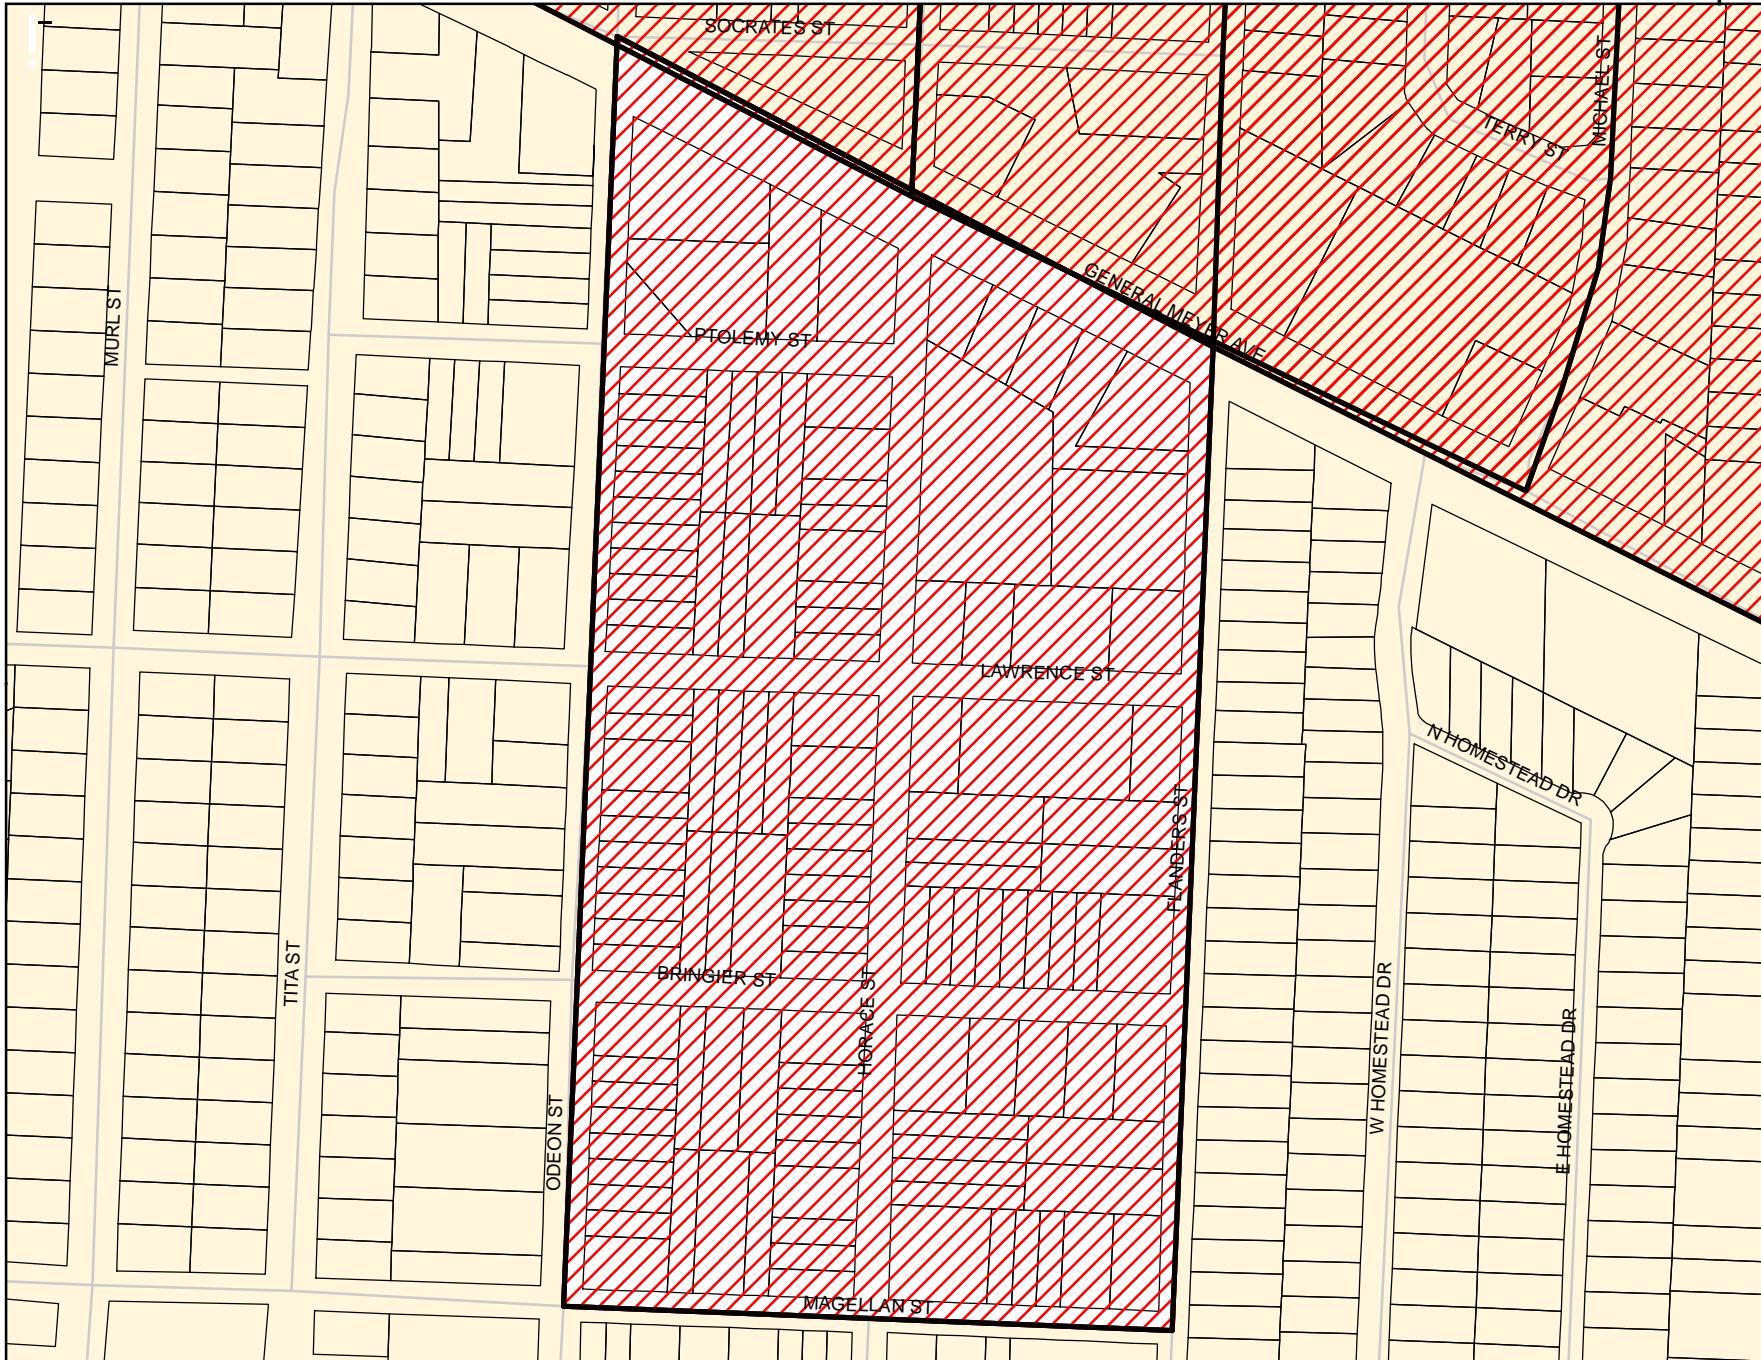 SOCRATES ST
MICHAEL ST
TERRY ST
GENERAL MEYER AVE
MURL ST
PTOLEMY ST
LAWRENCE ST
N HOMESTEAD DR
FLANDERS ST
TITA ST
BRINGIER ST
HORACE ST
W HOMESTEAD DR
E HOMESTEAD DR
ODEON ST
MAGELLAN ST